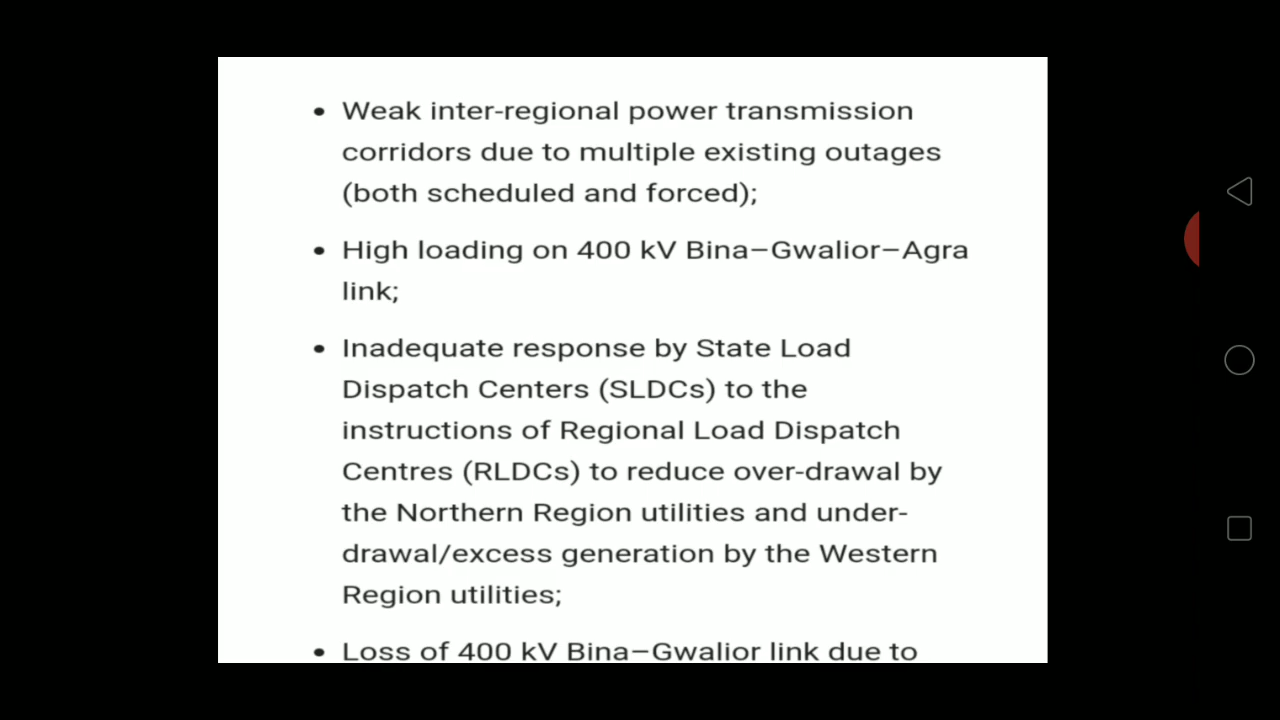 • Weak inter-regional power transmission
corridors due to multiple existing outages
(both scheduled and forced);
• High loading on 400 kV Bina–Gwalior–Agra
link;
• Inadequate response by State Load
Dispatch Centers (SLDCs) to the
instructions of Regional Load Dispatch
Centres (RLDCs) to reduce over-drawal by
the Northern Region utilities and under-
drawal/excess generation by the Western
Region utilities;
• Loss of 400 kV Bina–Gwalior link due to